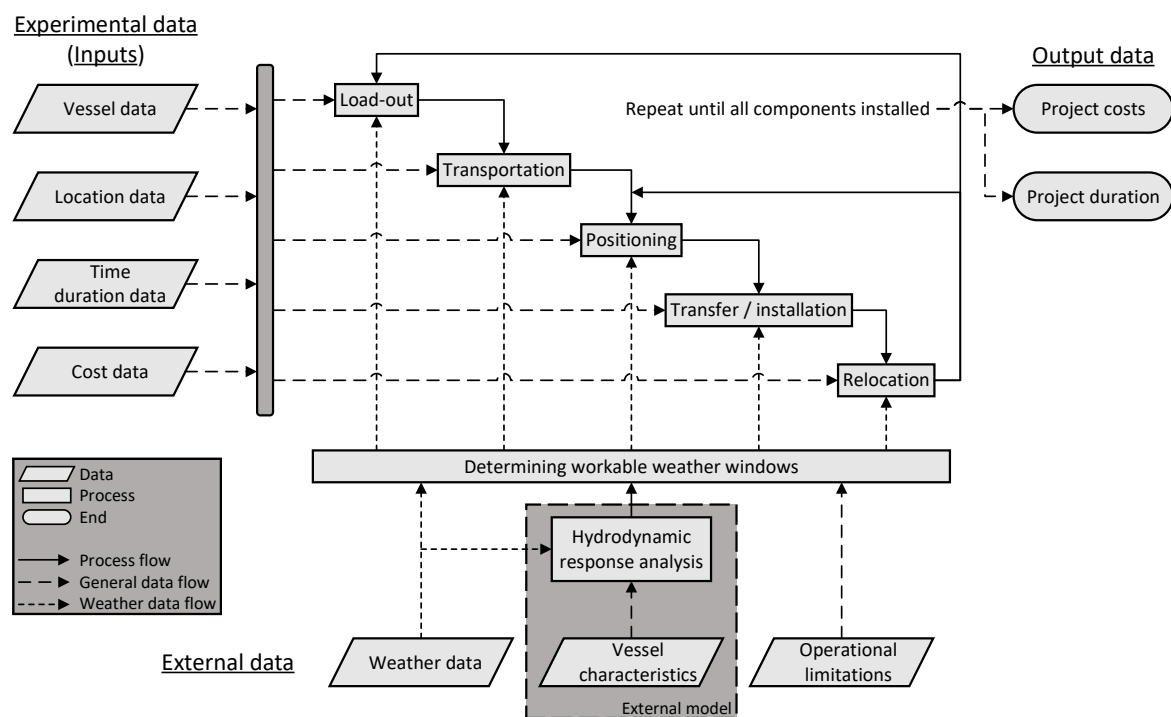 Experimental data
(Inputs)
Output data
Vessel data
Load-out
Repeat until all components installed
Project costs
Transportation
Location data
Project duration
Positioning
Time
duration data
Transfer / installation
Cost data
Relocation
Determining workable weather windows
Data
Process
End
Process flow
General data flow
Weather data flow
Hydrodynamic
response analysis
External data
Weather data
Vessel
characteristics
Operational
limitations
External model